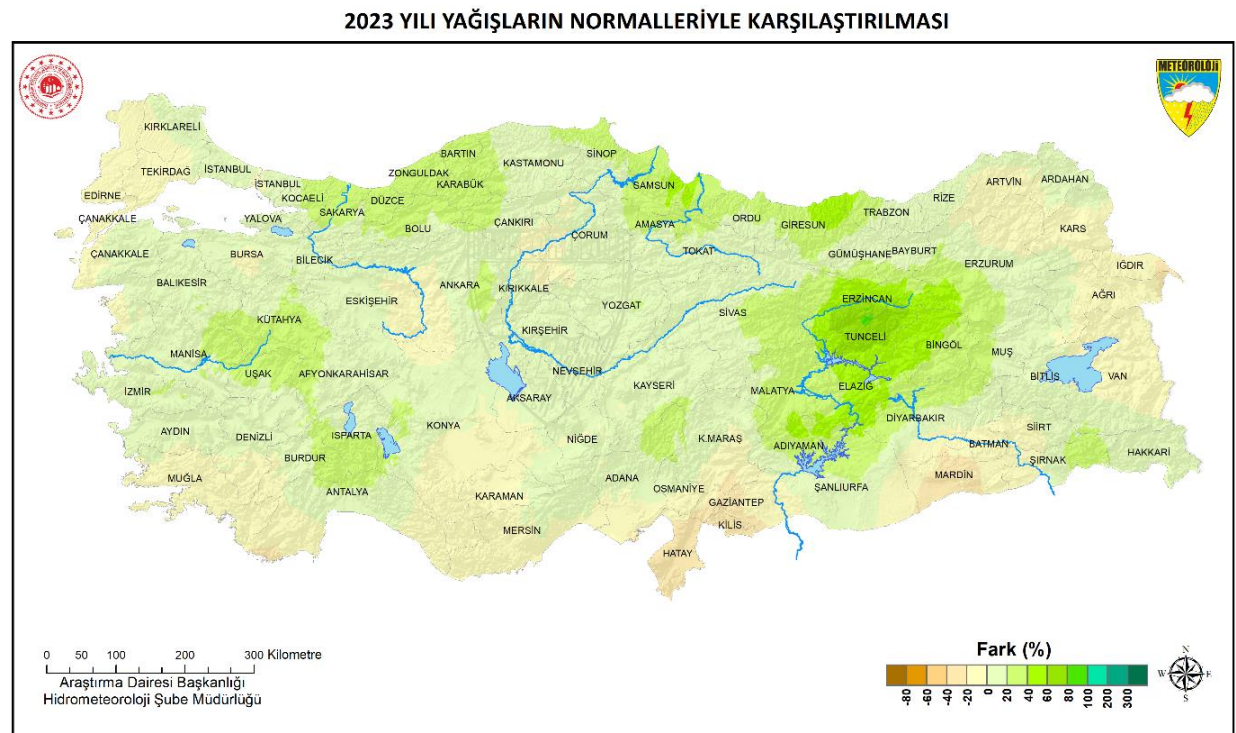 2023 YILI YAĞIŞLARIN NORMALLERİYLE KARŞILAŞTIRILMASI
METEOROLOJİ
KIRKLARELİ
TEKİRDAĞ
İSTANBUL
EDİRNE
İSTANBUL
KOCAELİ
ÇANAKKALE
YALOVA
SAKARYA
DÜZCE
ZONGULDAK
BARTIN
KARABÜK
KASTAMONU
SİNOP
SAMSUN
BOLU
ÇANKIRI
ÇORUM
AMASYA
TOKAT
ORDU
GİRESUN
TRABZON
RİZE
ARTVİN
ARDAHAN
KARS
GÜMÜŞHANE
BAYBURT
ERZURUM
IĞDIR
AĞRI
ÇANAKKALE
BURSA
BİLECİK
BALIKESİR
ESKİŞEHİR
ANKARA
KIRIKKALE
YOZGAT
SİVAS
ERZİNCAN
KÜTAHYA
KIRŞEHİR
TUNCELİ
BİNGÖL
MUŞ
MANİSA
UŞAK
AFYONKARAHİSAR
NEVŞEHİR
KAYSERİ
MALATYA
ELAZIĞ
BİTLİS
VAN
İZMİR
AKSARAY
DİYARBAKIR
AYDIN
DENİZLİ
ISPARTA
KONYA
NİĞDE
K.MARAŞ
ADIYAMAN
BATMAN
SİİRT
ŞIRNAK
HAKKARİ
BURDUR
MUĞLA
ANTALYA
KARAMAN
ADANA
OSMANİYE
GAZİANTEP
ŞANLIURFA
MARDİN
MERSİN
KİLİS
HATAY
0 50 100 200 300 Kilometre
Araştırma Dairesi Başkanlığı
Hidrometeoroloji Şube Müdürlüğü
Fark (%)
-80 -60 -40 -20 0 20 40 60 80 100 200 300
N
W E
S